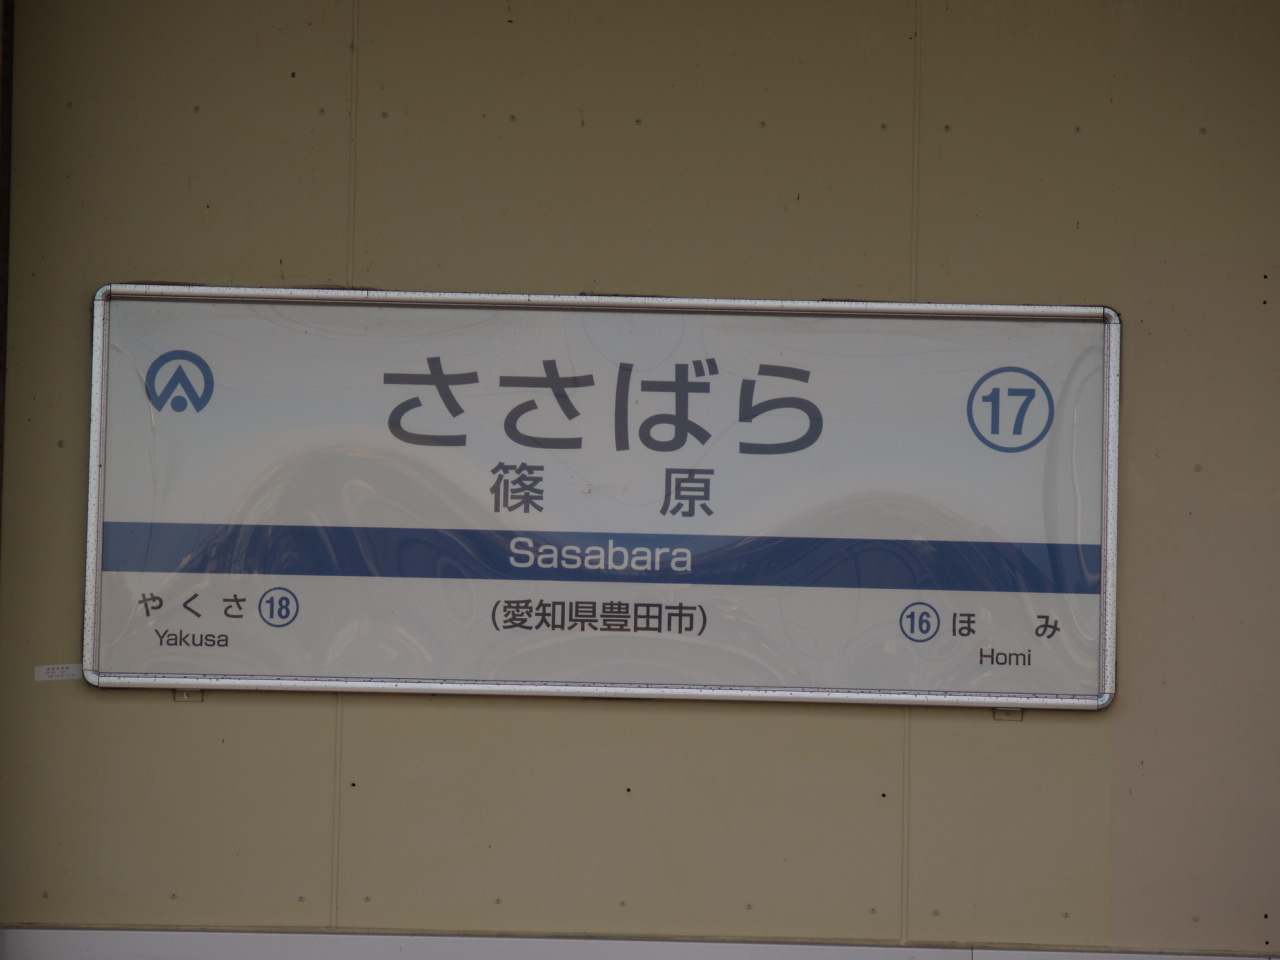 ささばら
17
篠原
Sasabara
やくさ 18
Yakusa
(愛知県豊田市)
16 ほみ
Homi